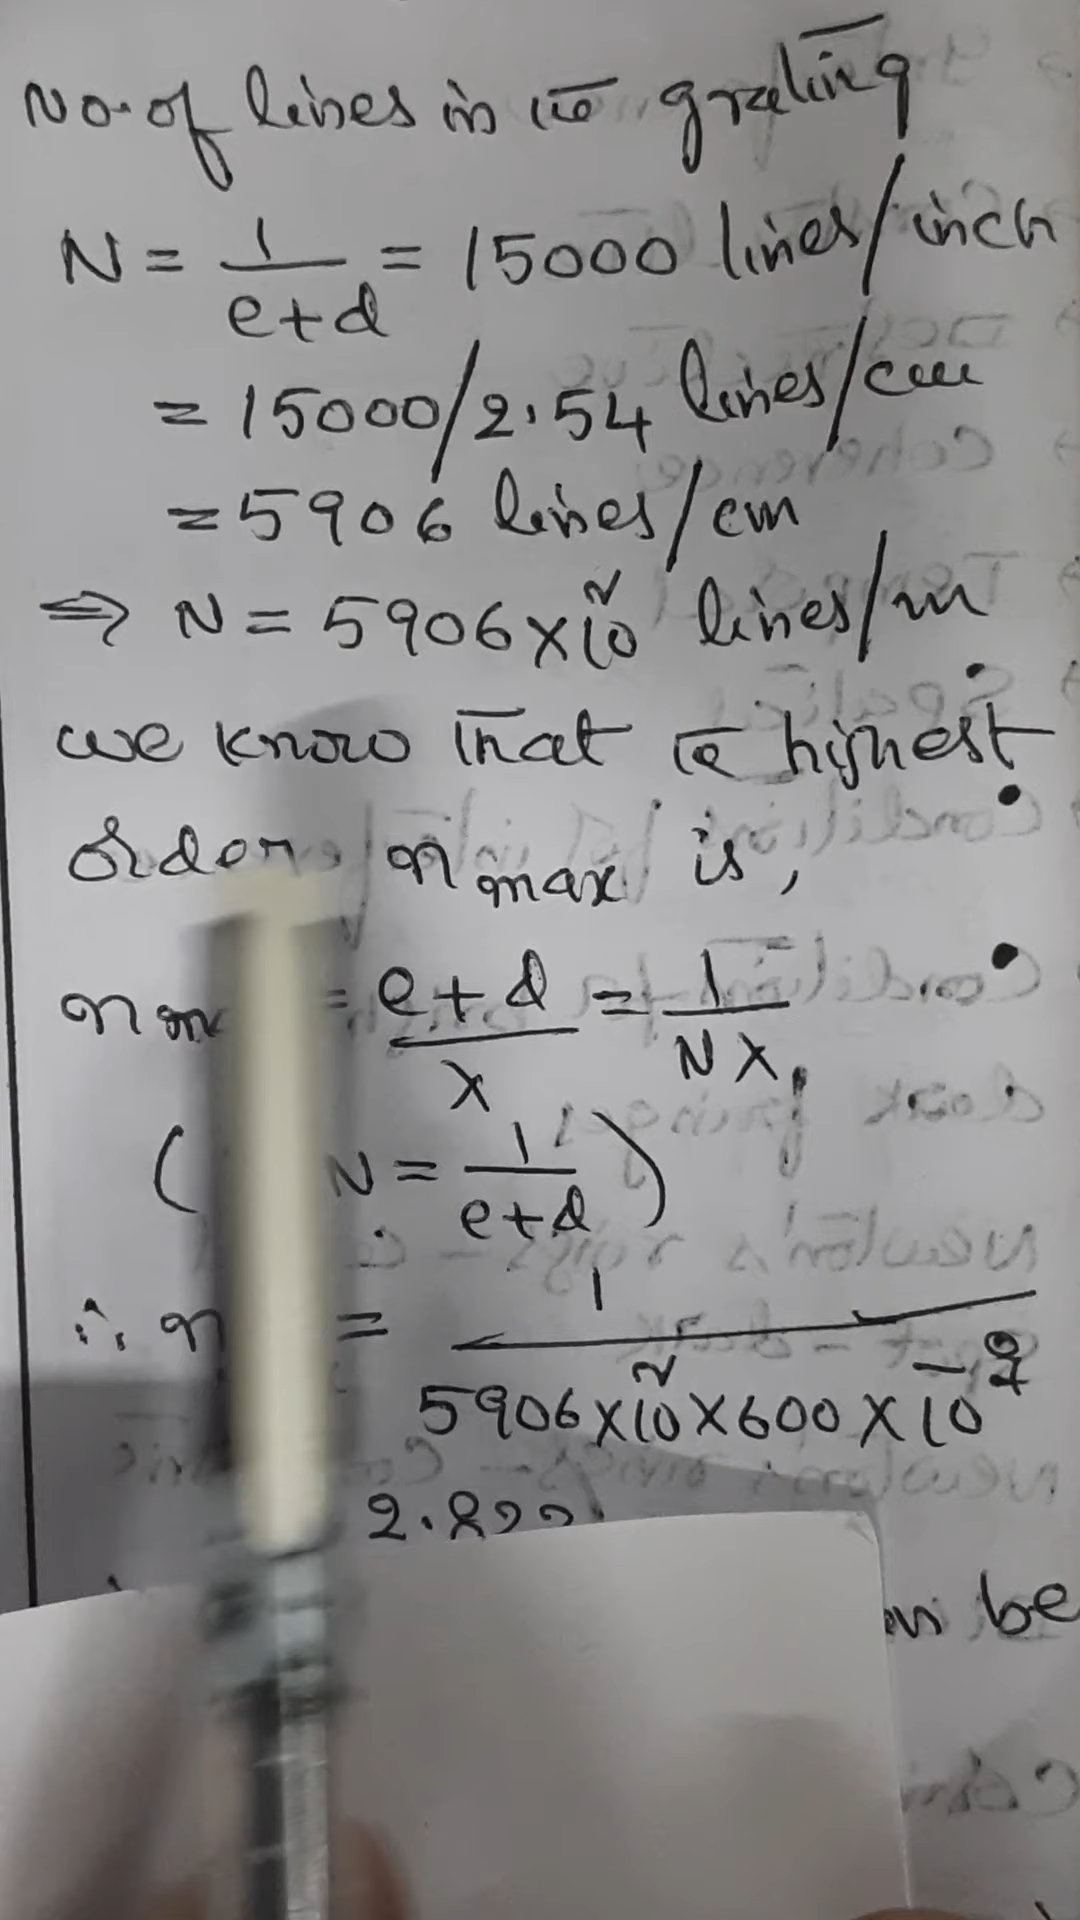 No. of lines in the grating
N = 1/(e+d) = 15000 lines/inch
= 15000/2.54 lines/cm
= 5906 lines/cm
⇒ N = 5906×10² lines/m
we know that the highest
order, n max is,
= (e+d)/λ = 1/(Nλ)
( N = 1/(e+d) )
∴ n = 1/(5906×10²×600×10⁻⁹)
2.822
be